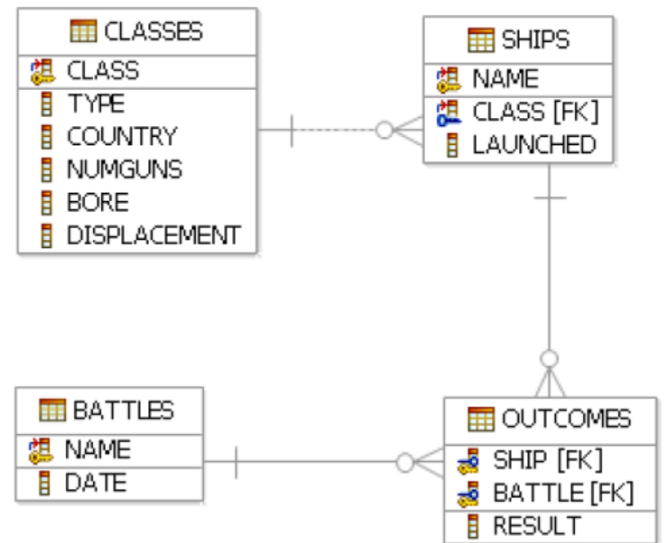 CLASSES
CLASS
TYPE
COUNTRY
NUMGUNS
BORE
DISPLACEMENT
SHIPS
NAME
CLASS [FK]
LAUNCHED
BATTLES
NAME
DATE
OUTCOMES
SHIP [FK]
BATTLE [FK]
RESULT